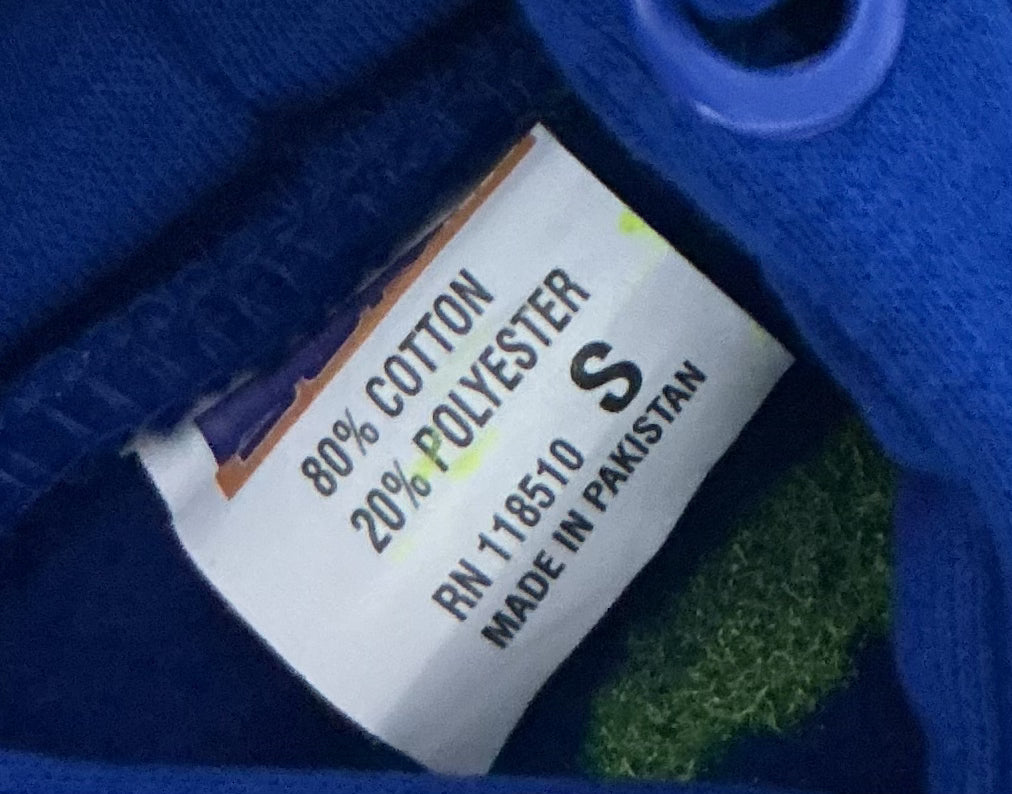 80% COTTON
20% POLYESTER
S
RN 118510
MADE IN PAKISTAN